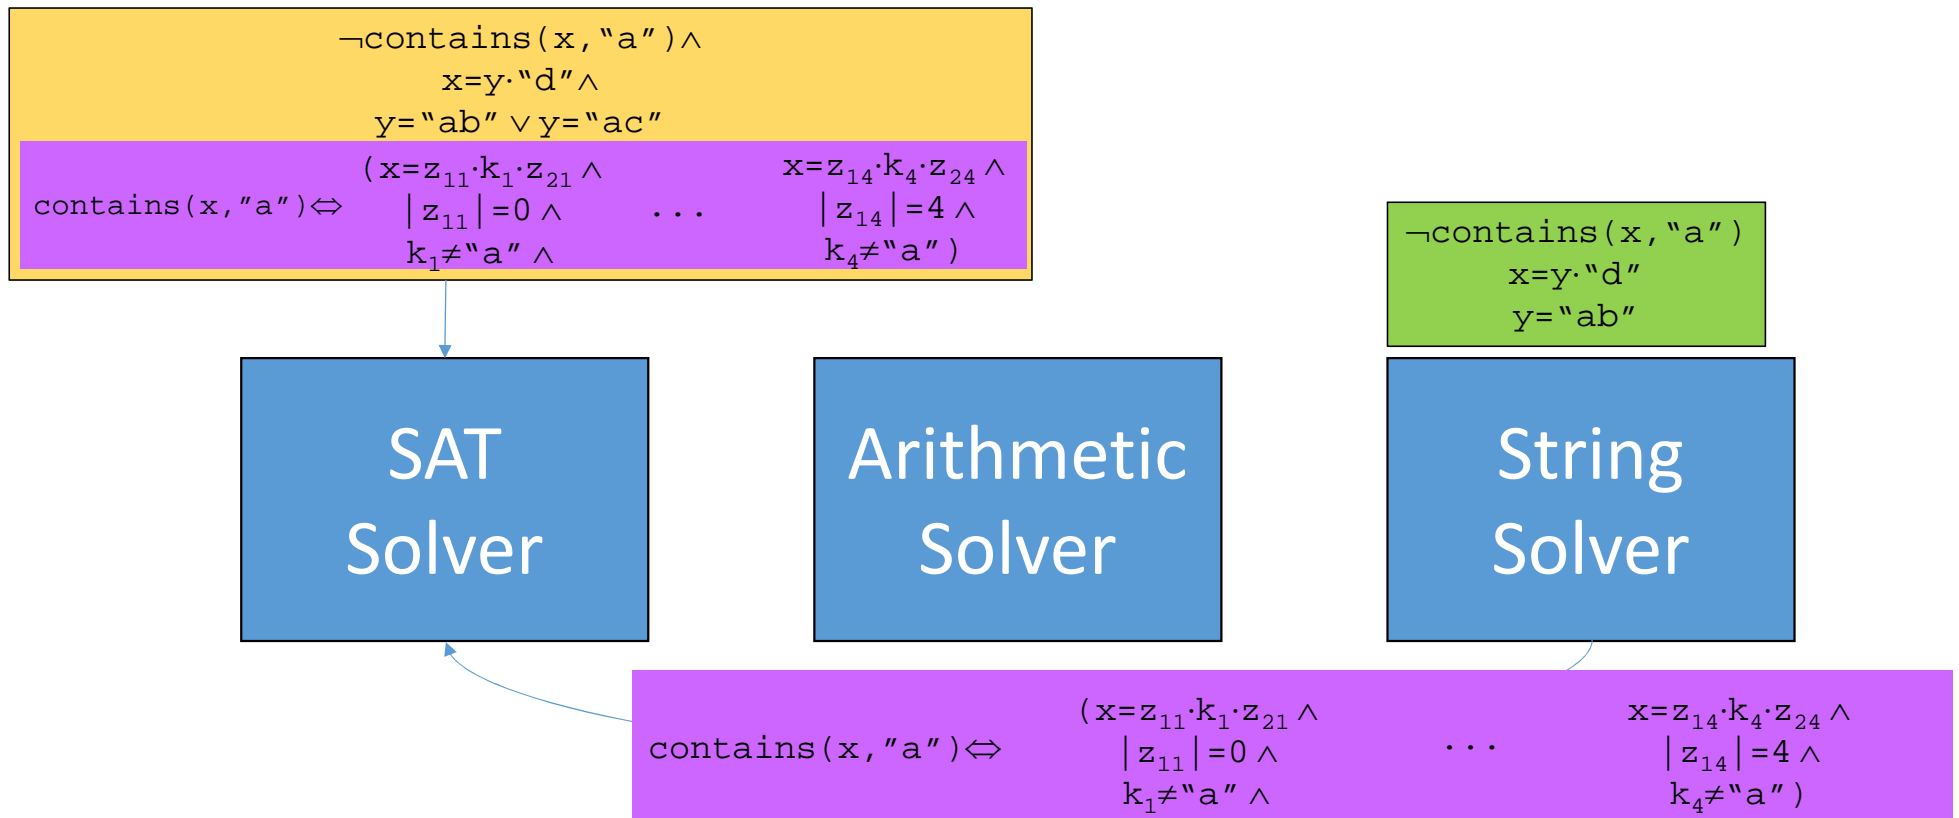 ¬contains(x,“a”)∧
x=y·“d”∧
y=“ab” ∨ y=“ac”
contains(x,”a”)⇔
(x=z₁₁·k₁·z₂₁ ∧
|z₁₁|=0 ∧
k₁≠“a” ∧
...
x=z₁₄·k₄·z₂₄ ∧
|z₁₄|=4 ∧
k₄≠“a”)
¬contains(x,“a”)
x=y·“d”
y=“ab”
SAT
Solver
Arithmetic
Solver
String
Solver
contains(x,”a”)⇔
(x=z₁₁·k₁·z₂₁ ∧
|z₁₁|=0 ∧
k₁≠“a” ∧
...
x=z₁₄·k₄·z₂₄ ∧
|z₁₄|=4 ∧
k₄≠“a”)